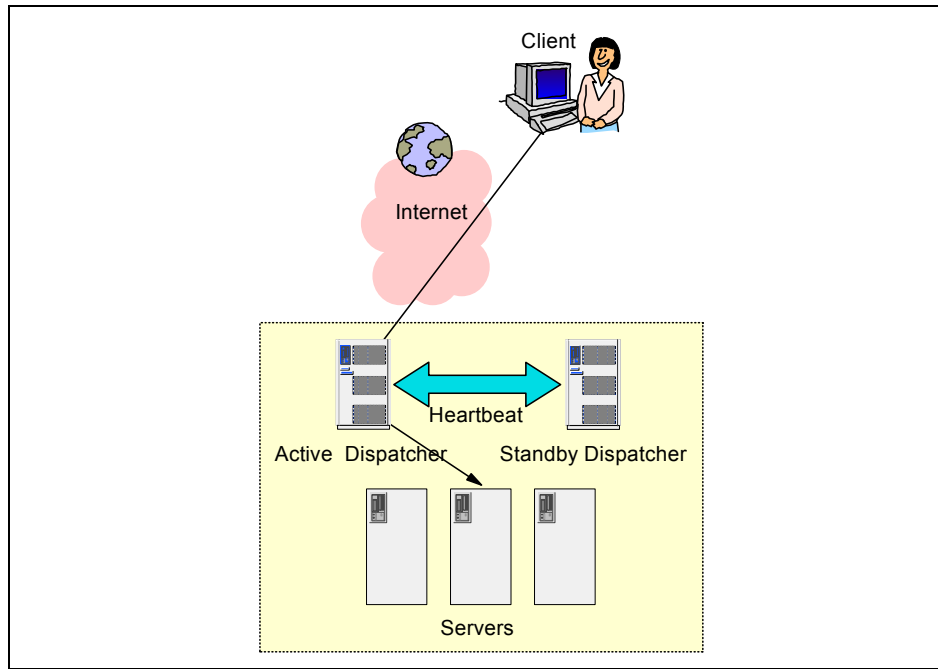 Client
Internet
Heartbeat
Active Dispatcher
Standby Dispatcher
Servers